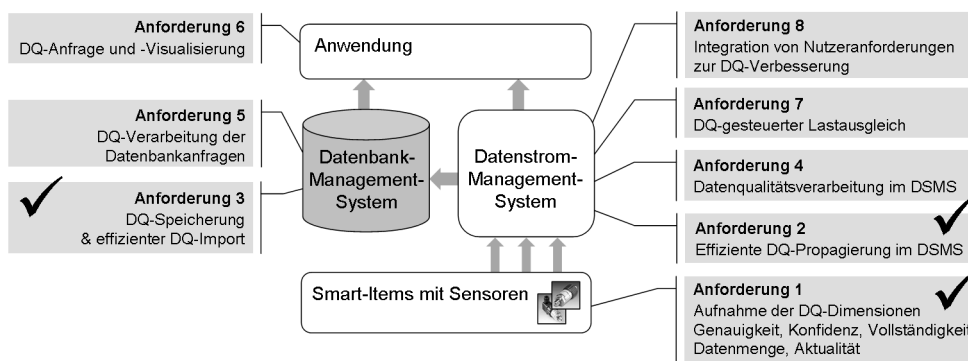 Anforderung 6
DQ-Anfrage und -Visualisierung
Anforderung 5
DQ-Verarbeitung der
Datenbankanfragen
Anforderung 3
DQ-Speicherung
& effizienter DQ-Import
Anwendung
Datenbank-
Management-
System
Datenstrom-
Management-
System
Smart-Items mit Sensoren
Anforderung 8
Integration von Nutzeranforderungen
zur DQ-Verbesserung
Anforderung 7
DQ-gesteuerter Lastausgleich
Anforderung 4
Datenqualitätsverarbeitung im DSMS
Anforderung 2
Effiziente DQ-Propagierung im DSMS
Anforderung 1
Aufnahme der DQ-Dimensionen
Genauigkeit, Konfidenz, Vollständigkeit
Datenmenge, Aktualität